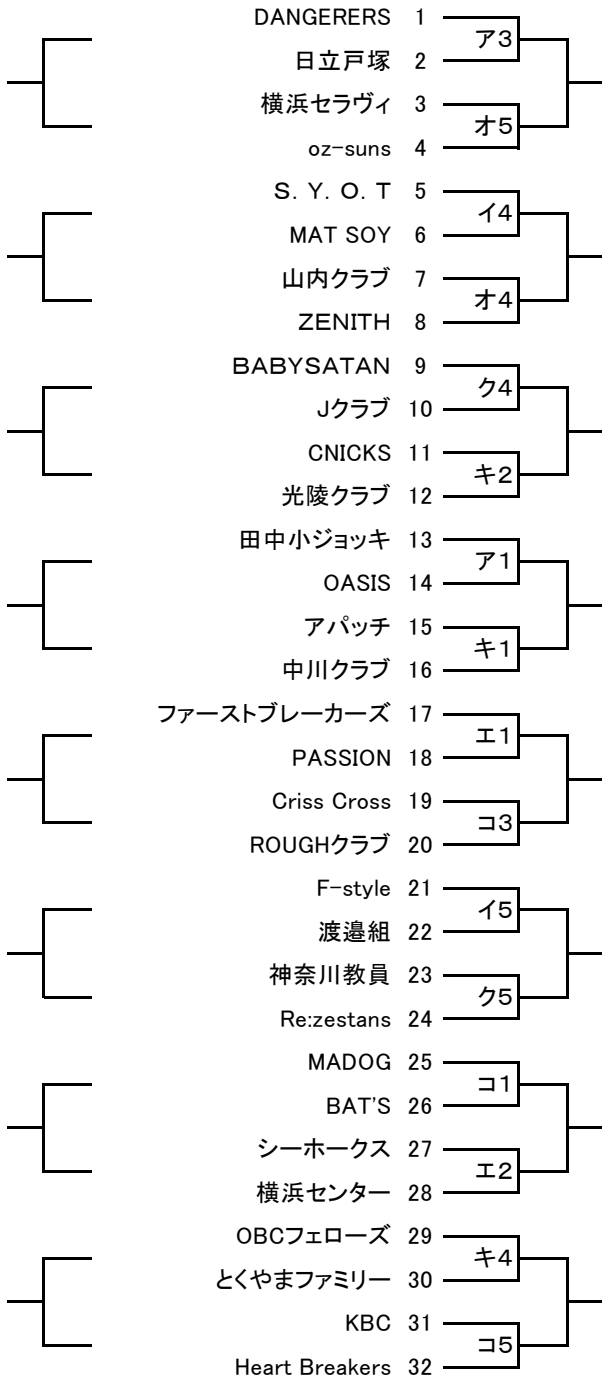 DANGERERS 1
ア3
日立戸塚 2
横浜セラヴィ 3
オ5
oz-suns 4
S. Y. O. T 5
イ4
MAT SOY 6
山内クラブ 7
オ4
ZENITH 8
BABYSATAN 9
ク4
Jクラブ 10
CNICKS 11
キ2
光陵クラブ 12
田中小ジョッキ 13
ア1
OASIS 14
アパッチ 15
キ1
中川クラブ 16
ファーストブレーカーズ 17
エ1
PASSION 18
Criss Cross 19
コ3
ROUGHクラブ 20
F-style 21
イ5
渡邉組 22
神奈川教員 23
ク5
Re:zestans 24
MADOG 25
コ1
BAT'S 26
シーホークス 27
エ2
横浜センター 28
OBCフェローズ 29
キ4
とくやまファミリー 30
KBC 31
コ5
Heart Breakers 32